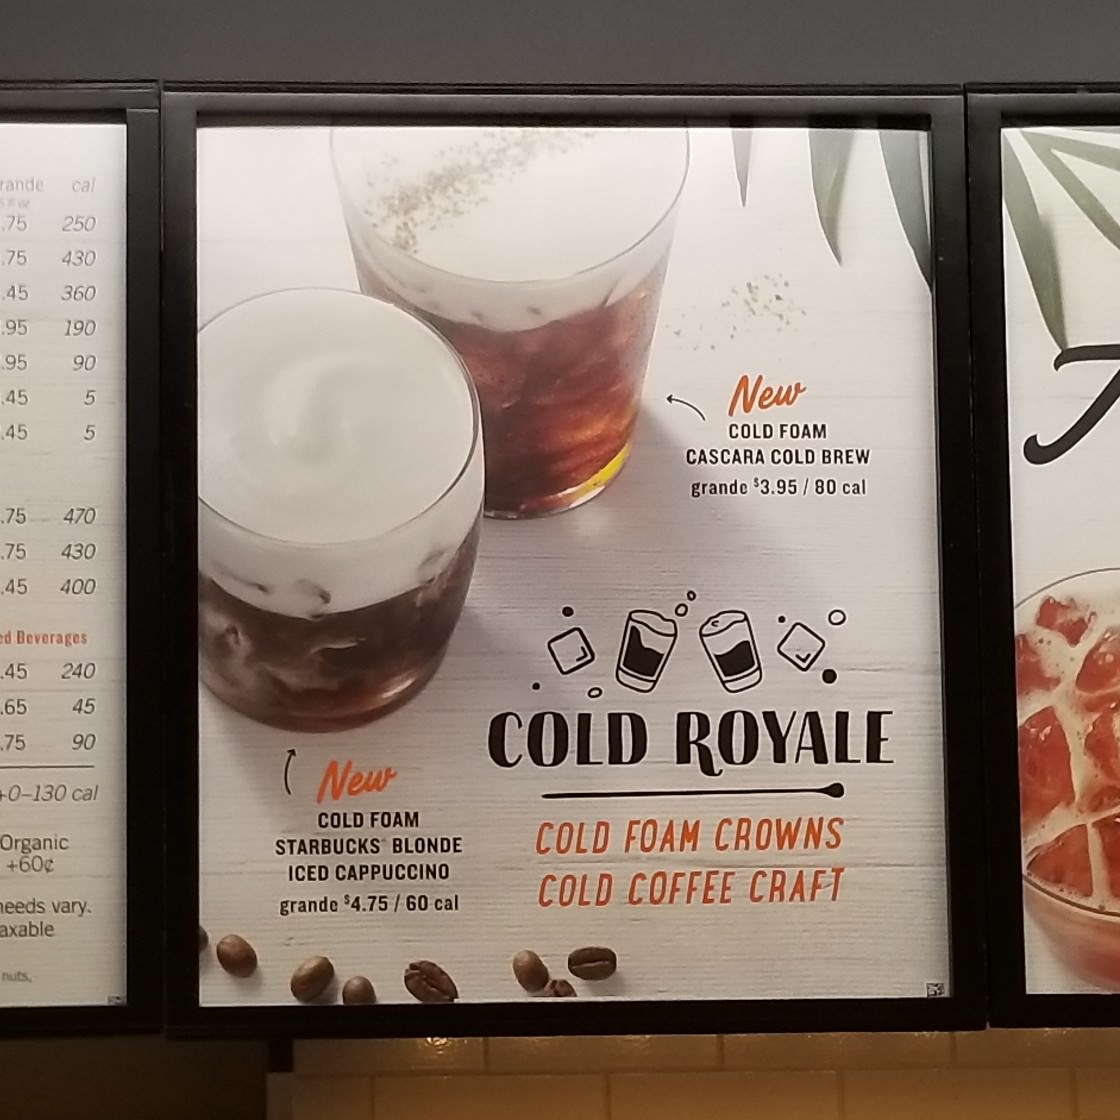 cal
.75 250
.75 430
.45 360
.95 190
.95 90
.45 5
.45 5
.75 470
.75 430
.45 400
Beverages
.45 240
.65 45
.75 90
+0–130 cal
Organic
+60¢
needs vary.
nuts,
New
COLD FOAM
CASCARA COLD BREW
grande $3.95 / 80 cal
COLD ROYALE
COLD FOAM CROWNS
COLD COFFEE CRAFT
New
COLD FOAM
STARBUCKS® BLONDE
ICED CAPPUCCINO
grande $4.75 / 60 cal